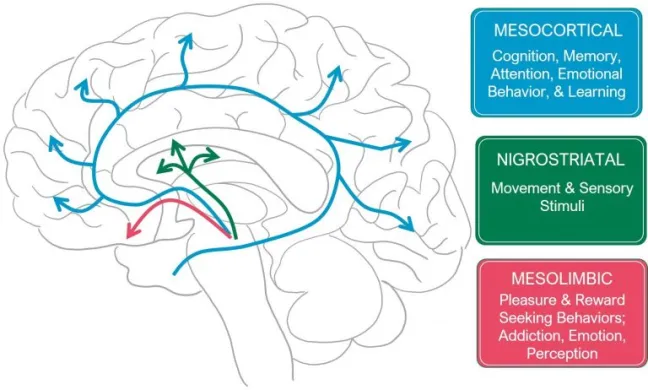 MESOCORTICAL
Cognition, Memory,
Attention, Emotional
Behavior, & Learning
NIGROSTRIATAL
Movement & Sensory
Stimuli
MESOLIMBIC
Pleasure & Reward
Seeking Behaviors;
Addiction, Emotion,
Perception